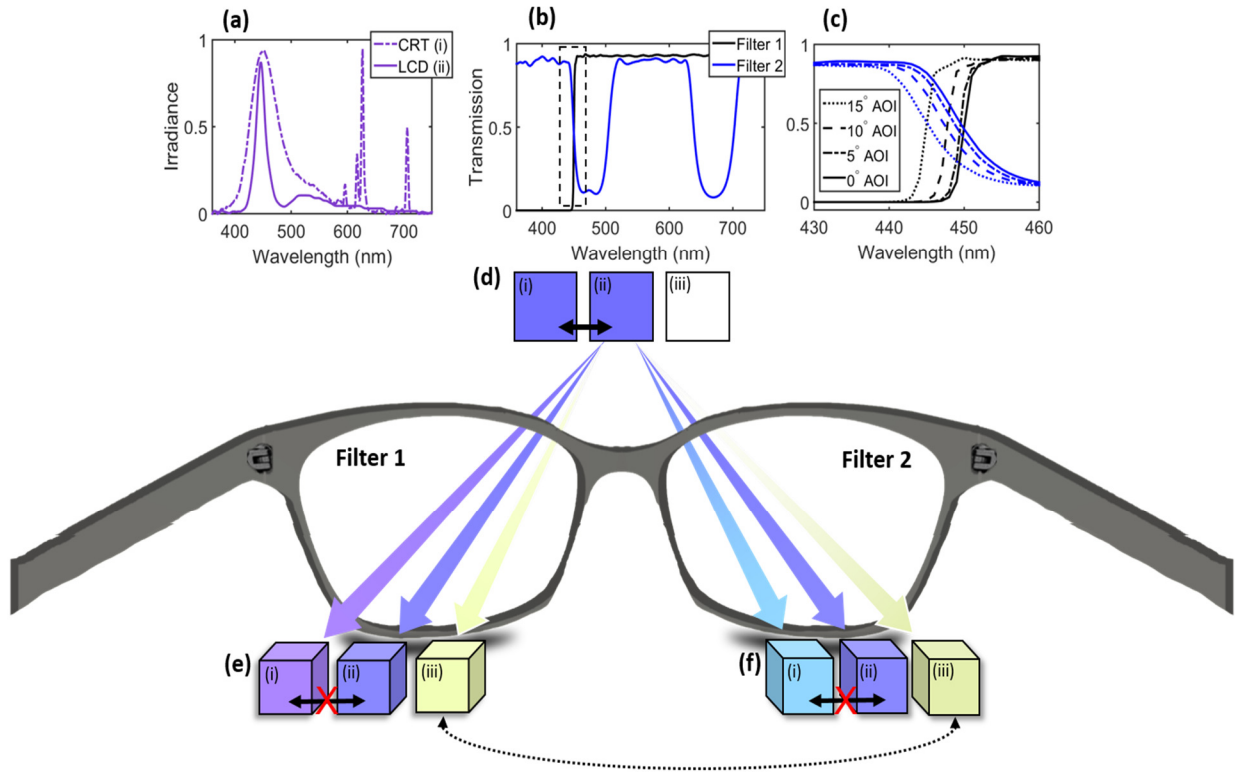 (a)
CRT (i)
LCD (ii)
1
0.5
0
Irradiance
400 500 600 700
Wavelength (nm)
(b)
Filter 1
Filter 2
1
0.5
0
Transmission
400 500 600 700
Wavelength (nm)
(c)
1
0.5
0
15° AOI
10° AOI
5° AOI
0° AOI
430 440 450 460
Wavelength (nm)
(d)
(i) (ii) (iii)
Filter 1 Filter 2
(e) (i) (ii) (iii)
X
(f) (i) (ii) (iii)
X